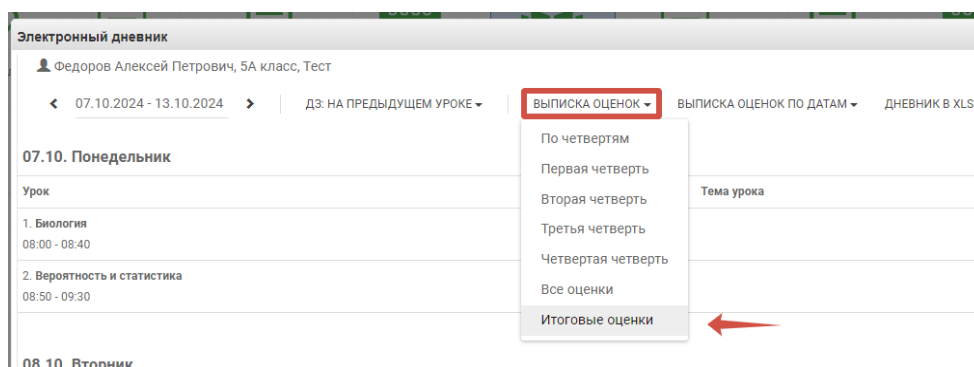 Электронный дневник
Федоров Алексей Петрович, 5А класс, Тест
07.10.2024 - 13.10.2024 ДЗ: НА ПРЕДЫДУЩЕМ УРОКЕ ВЫПИСКА ОЦЕНОК ВЫПИСКА ОЦЕНОК ПО ДАТАМ ДНЕВНИК В XLS
По четвертям
07.10. Понедельник
Первая четверть
Урок
Вторая четверть
Тема урока
Третья четверть
1. Биология
08:00 - 08:40
Четвертая четверть
2. Вероятность и статистика
Все оценки
08:50 - 09:30
Итоговые оценки
08.10. Вторник